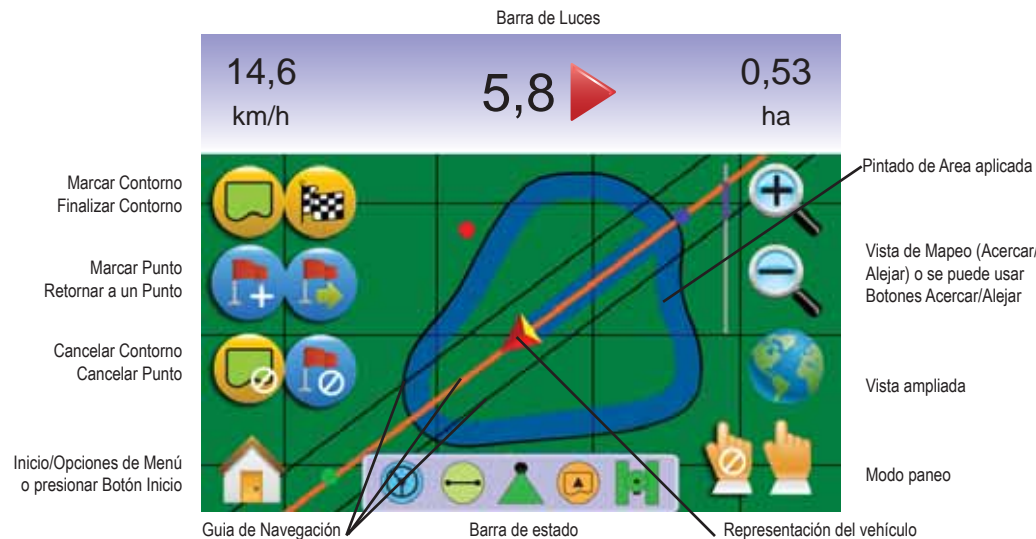 Barra de Luces
14,6
km/h
5,8
0,53
ha
Marcar Contorno
Finalizar Contorno
Marcar Punto
Retornar a un Punto
Cancelar Contorno
Cancelar Punto
Inicio/Opciones de Menú
o presionar Botón Inicio
Pintado de Area aplicada
Vista de Mapeo (Acercar/
Alejar) o se puede usar
Botones Acercar/Alejar
Vista ampliada
Modo paneo
Guia de Navegación
Barra de estado
Representación del vehículo